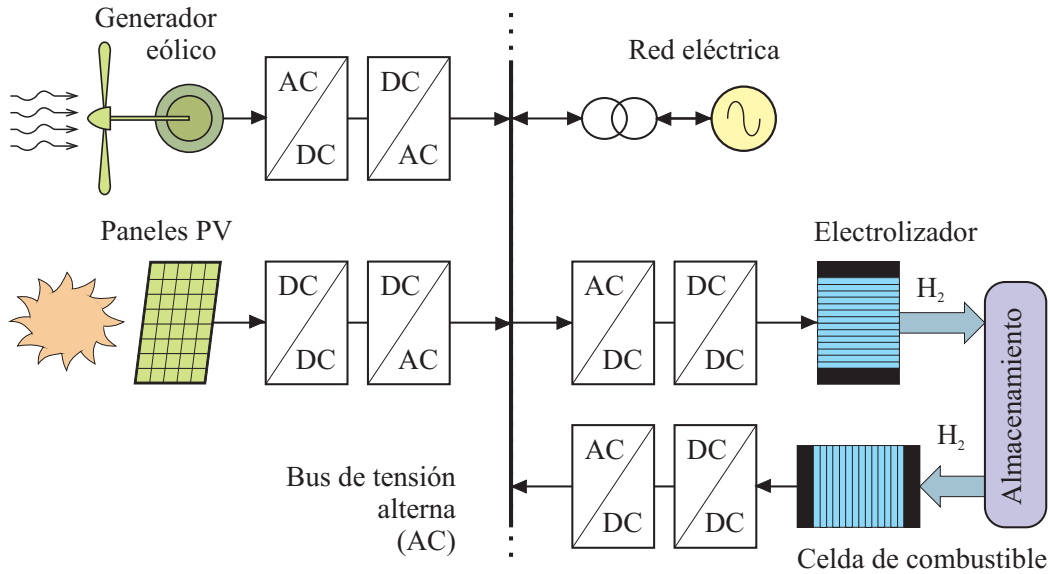 Generador
eólico
AC
DC
DC
AC
Red eléctrica
Paneles PV
DC
DC
DC
AC
AC
DC
DC
DC
Electrolizador
H2
Almacenamiento
Bus de tensión
alterna
(AC)
AC
DC
DC
DC
H2
Celda de combustible